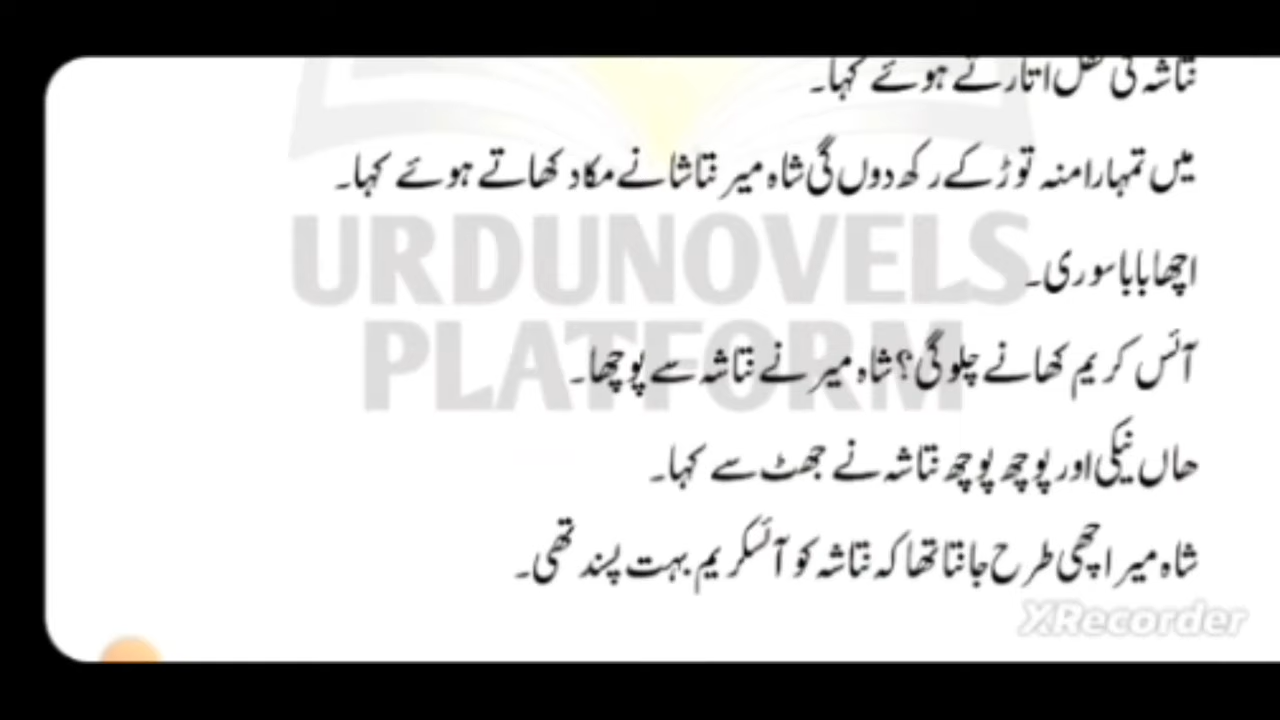 نتاشہ کی نقل اتارتے ہوئے کہا۔
میں تمہارا منہ توڑ کے رکھ دوں گی شاہ میر نتاشا نے مکا دکھاتے ہوئے کہا۔
اچھا بابا سوری۔
آئس کریم کھانے چلو گی؟ شاہ میر نے نتاشہ سے پوچھا۔
ھاں نیکی اور پوچھ پوچھ نتاشہ نے جھٹ سے کہا۔
شاہ میر اچھی طرح جانتا تھا کہ نتاشہ کو آئسکریم بہت پسند تھی۔
URDUNOVELS
PLATFORM
XRecorder